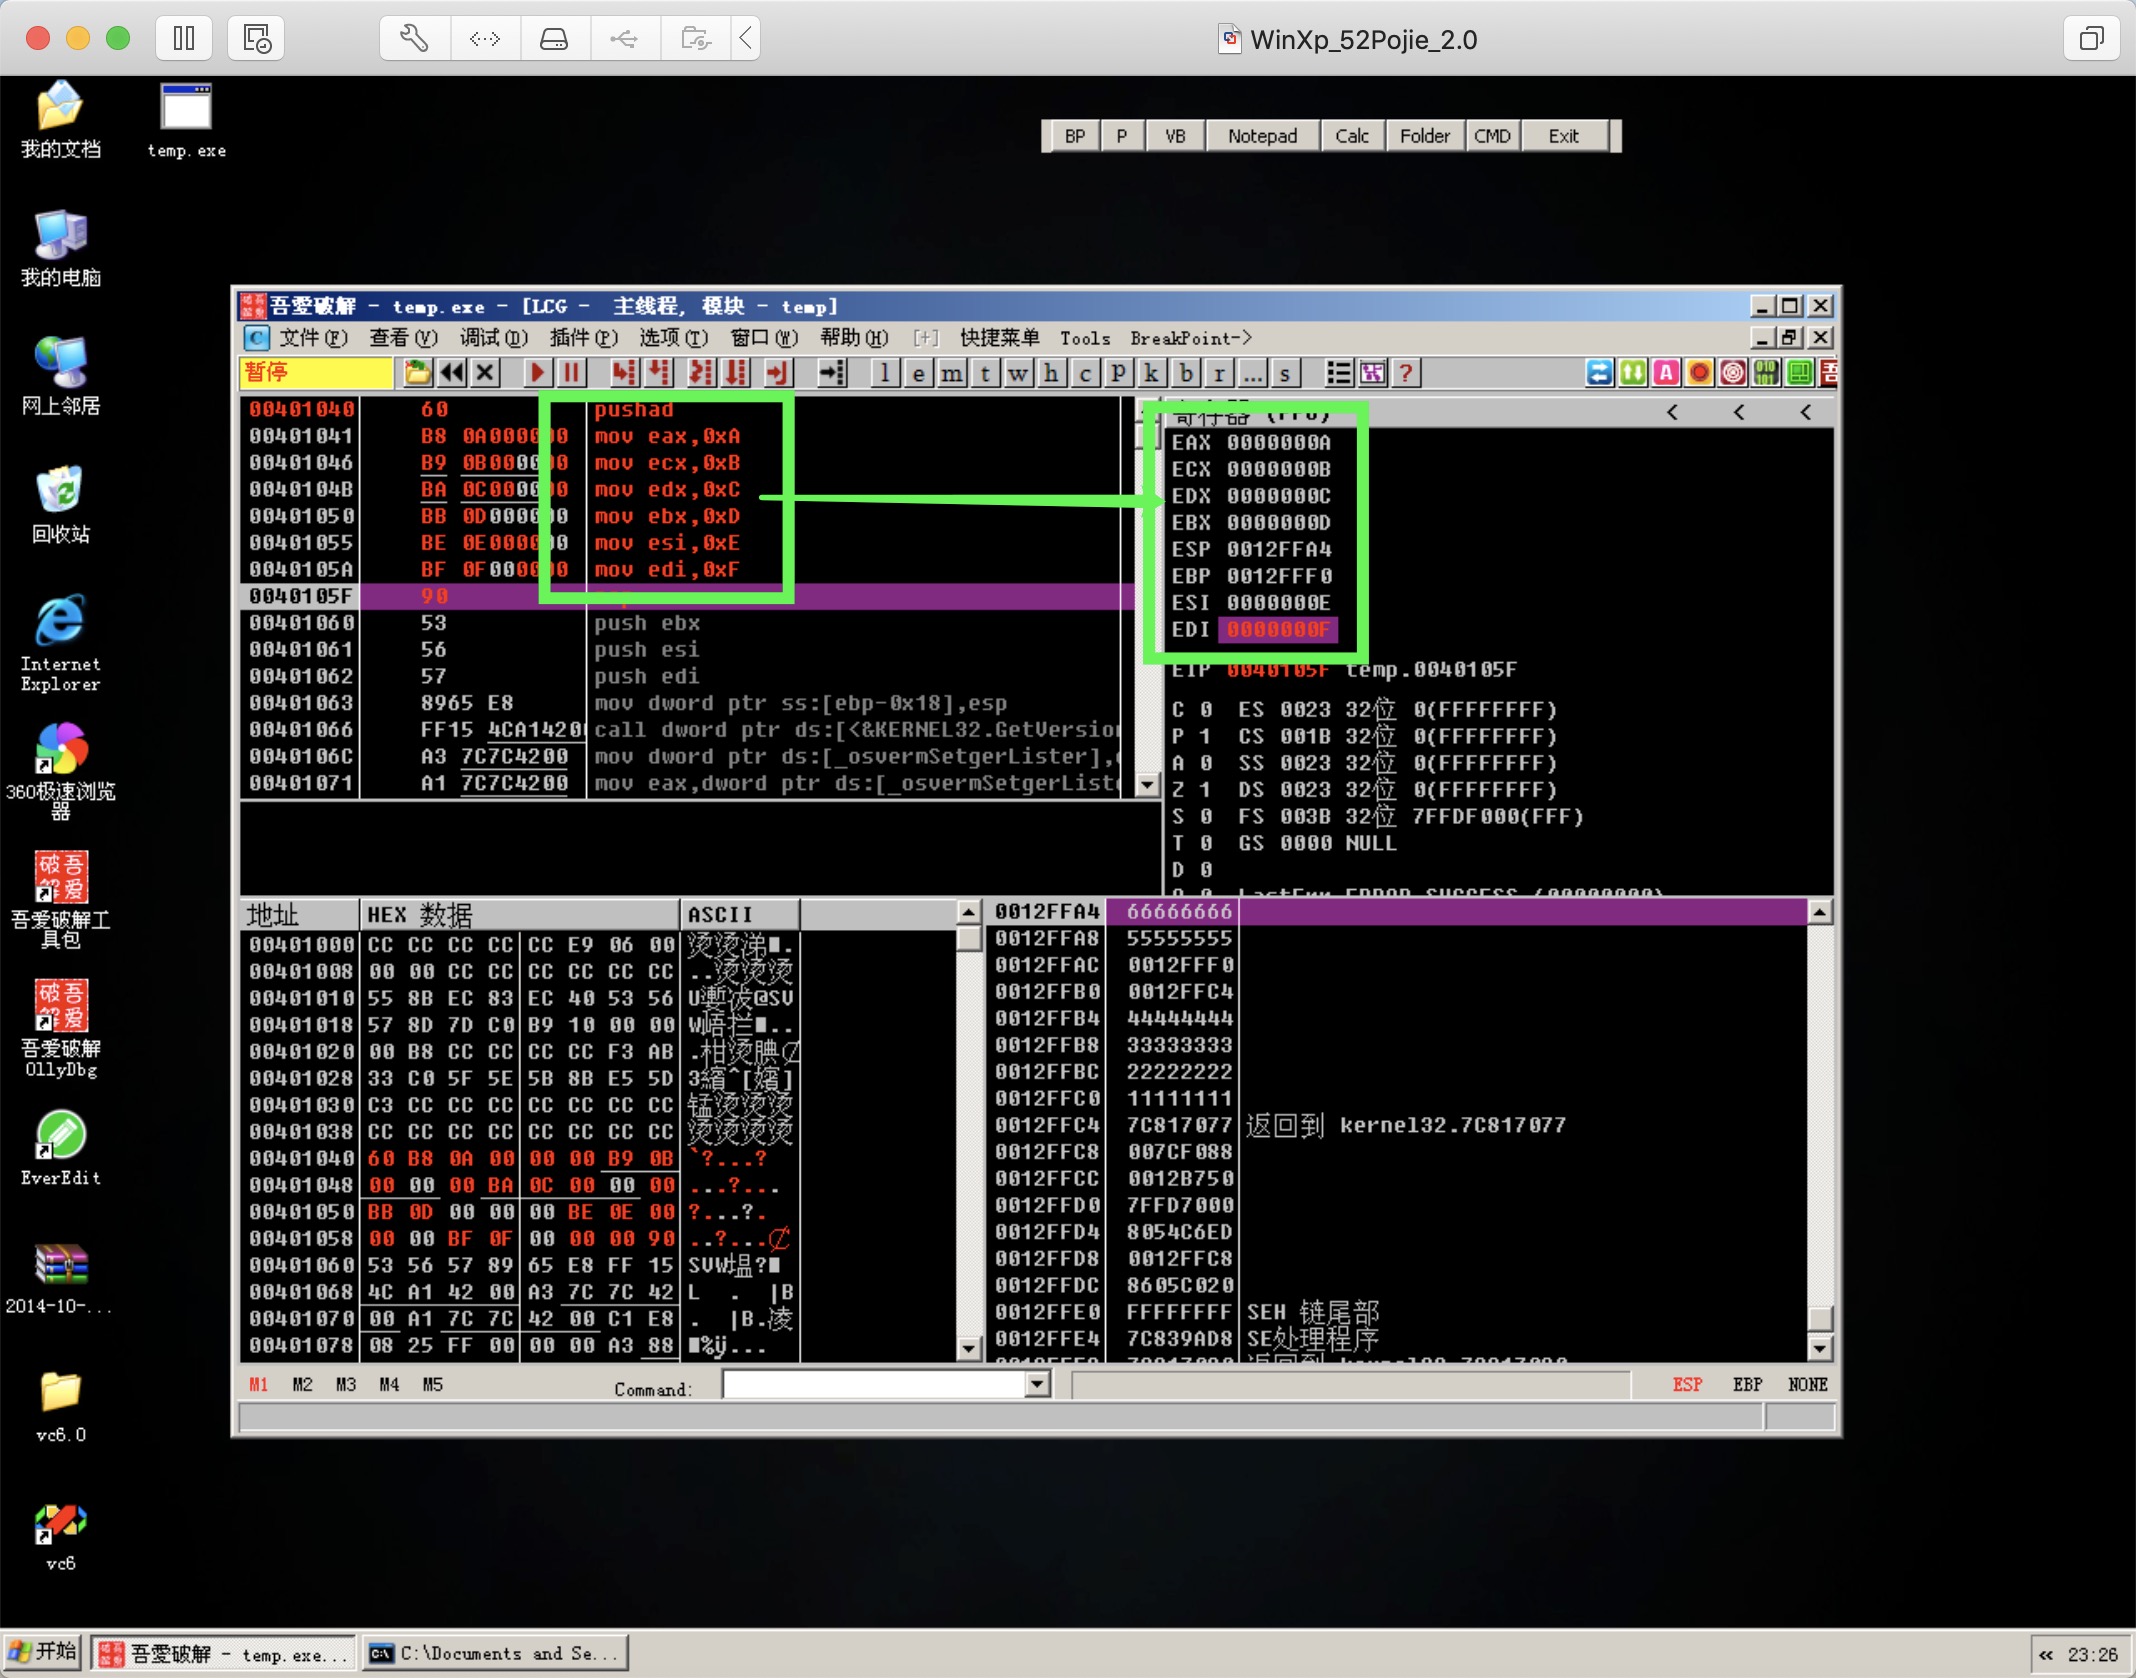 WinXp_52Pojie_2.0
我的文档
temp.exe
BP P VB Notepad Calc Folder CMD Exit
我的电脑
网上邻居
回收站
Internet
Explorer
360极速浏览
器
吾爱破解工
具包
吾爱破解
OllyDbg
EverEdit
2014-10-...
vc6.0
vc6
吾愛破解 - temp.exe - [LCG - 主线程, 模块 - temp]
文件(F) 查看(V) 调试(D) 插件(P) 选项(T) 窗口(W) 帮助(H) [+] 快捷菜单 Tools BreakPoint->
暂停 l e m t w h c p k b r ... s ?
00401040 60 pushad
00401041 B8 0A000000 mov eax,0xA
00401046 B9 0B000000 mov ecx,0xB
0040104B BA 0C000000 mov edx,0xC
00401050 BB 0D000000 mov ebx,0xD
00401055 BE 0E000000 mov esi,0xE
0040105A BF 0F000000 mov edi,0xF
0040105F 90
00401060 53 push ebx
00401061 56 push esi
00401062 57 push edi
00401063 8965 E8 mov dword ptr ss:[ebp-0x18],esp
00401066 FF15 4CA14200 call dword ptr ds:[<&KERNEL32.GetVersion
0040106C A3 7C7C4200 mov dword ptr ds:[_osvermSetgerLister],
00401071 A1 7C7C4200 mov eax,dword ptr ds:[_osvermSetgerListe
寄存器 (FPU) < < <
EAX 0000000A
ECX 0000000B
EDX 0000000C
EBX 0000000D
ESP 0012FFA4
EBP 0012FFF0
ESI 0000000E
EDI 0000000F
EIP 0040105F temp.0040105F
C 0 ES 0023 32位 0(FFFFFFFF)
P 1 CS 001B 32位 0(FFFFFFFF)
A 0 SS 0023 32位 0(FFFFFFFF)
Z 1 DS 0023 32位 0(FFFFFFFF)
S 0 FS 003B 32位 7FFDF000(FFF)
T 0 GS 0000 NULL
D 0
O 0 LastErr ERROR_SUCCESS (00000000)
地址 HEX 数据 ASCII
00401000 CC CC CC CC CC E9 06 00 烫烫涕.
00401008 00 00 CC CC CC CC CC CC ..烫烫烫
00401010 55 8B EC 83 EC 40 53 56 U@SV
00401018 57 8D 7D C0 B9 10 00 00 W..
00401020 00 B8 CC CC CC CC F3 AB .柑烫
00401028 33 C0 5F 5E 5B 8B E5 5D 3^[]
00401030 C3 CC CC CC CC CC CC CC 锰烫烫烫
00401038 CC CC CC CC CC CC CC CC 烫烫烫烫
00401040 60 B8 0A 00 00 00 B9 0B `?...?
00401048 00 00 00 BA 0C 00 00 00 ...?...
00401050 BB 0D 00 00 00 BE 0E 00 ?...?.
00401058 00 00 BF 0F 00 00 00 90 ..?...
00401060 53 56 57 89 65 E8 FF 15 SVW塭?
00401068 4C A1 42 00 A3 7C 7C 42 L . |B
00401070 00 A1 7C 7C 42 00 C1 E8 . |B.凌
00401078 08 25 FF 00 00 00 A3 88 %ÿ...
0012FFA4 66666666
0012FFA8 55555555
0012FFAC 0012FFF0
0012FFB0 0012FFC4
0012FFB4 44444444
0012FFB8 33333333
0012FFBC 22222222
0012FFC0 11111111
0012FFC4 7C817077 返回到 kernel32.7C817077
0012FFC8 007CF088
0012FFCC 0012B750
0012FFD0 7FFD7000
0012FFD4 8054C6ED
0012FFD8 0012FFC8
0012FFDC 8605C020
0012FFE0 FFFFFFFF SEH 链尾部
0012FFE4 7C839AD8 SE处理程序
M1 M2 M3 M4 M5 Command: ESP EBP NONE
开始 吾愛破解 - temp.exe... C:\Documents and Se... « 23:26